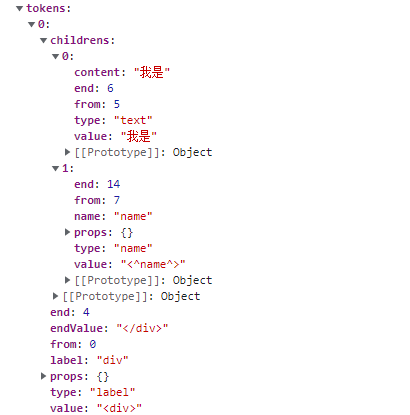 tokens:
0:
childrens:
0:
content: "我是"
end: 6
from: 5
type: "text"
value: "我是"
[[Prototype]]: Object
1:
end: 14
from: 7
name: "name"
props: {}
type: "name"
value: "<^name^>"
[[Prototype]]: Object
[[Prototype]]: Object
end: 4
endValue: "</div>"
from: 0
label: "div"
props: {}
type: "label"
value: "<div>"